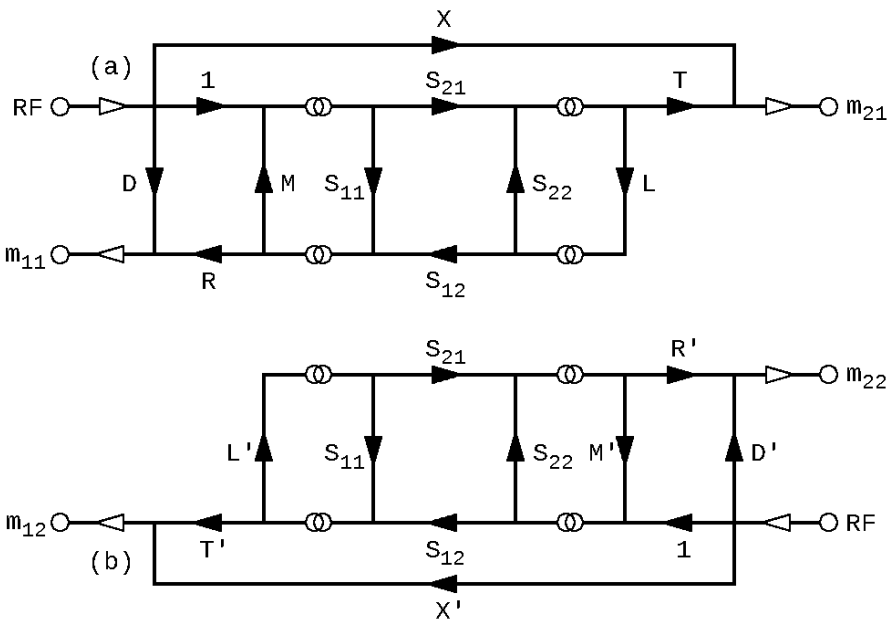 X
(a)
1
S21
T
RF
m21
D
M
S11
S22
L
m11
R
S12
S21
R'
m22
L'
S11
S22
M'
D'
m12
T'
S12
1
RF
(b)
X'